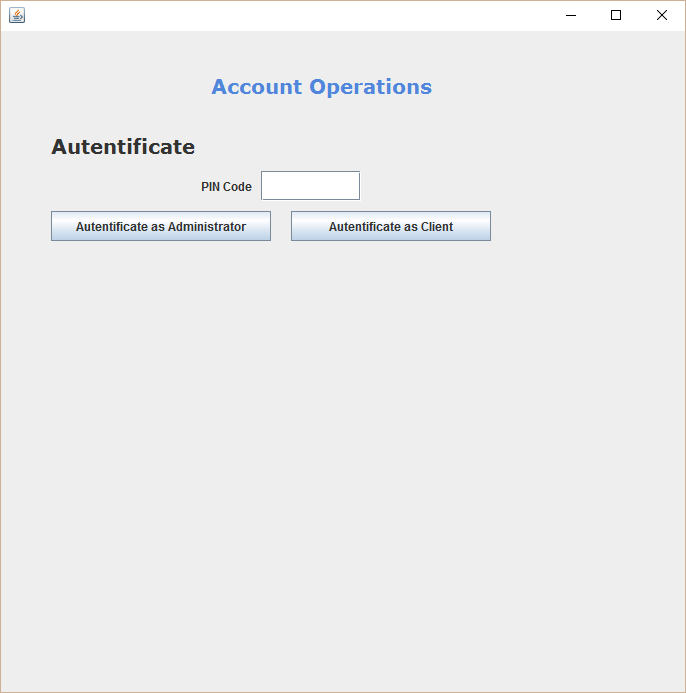 Account Operations
Autentificate
PIN Code
Autentificate as Administrator Autentificate as Client